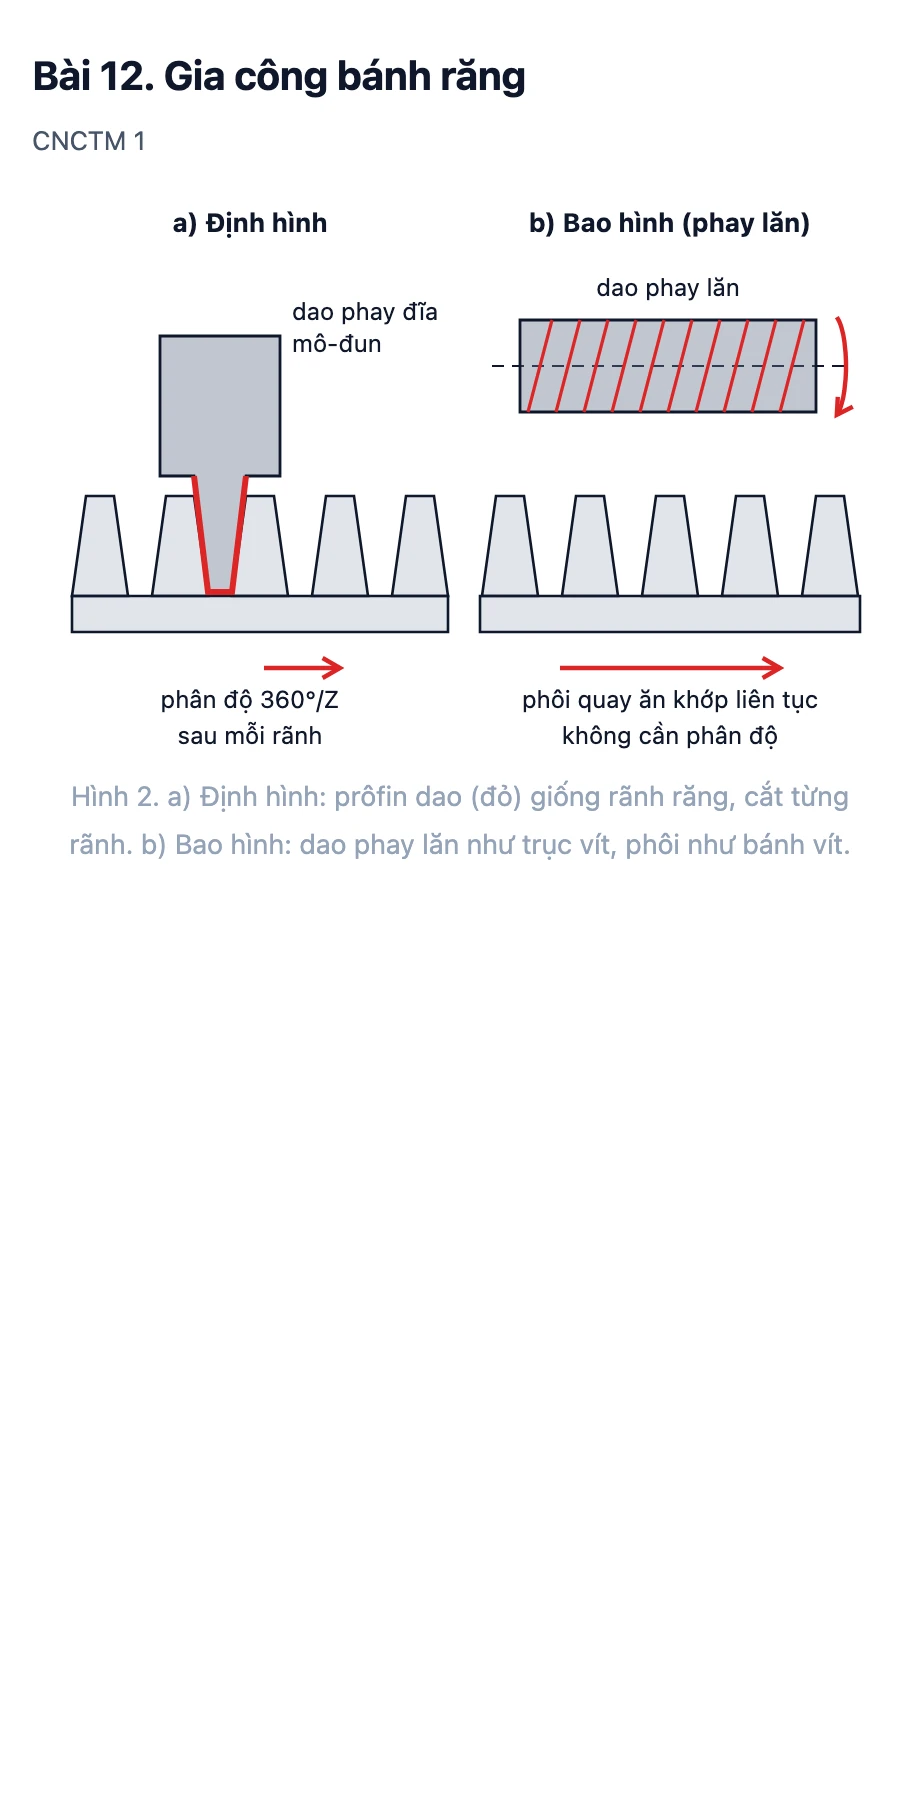 Bài 12. Gia công bánh răng
CNCTM 1
a) Định hình
dao phay đĩa
mô-đun
phân độ 360°/Z
sau mỗi rãnh
b) Bao hình (phay lăn)
dao phay lăn
phôi quay ăn khớp liên tục
không cần phân độ
Hình 2. a) Định hình: prôfin dao (đỏ) giống rãnh răng, cắt từng
rãnh. b) Bao hình: dao phay lăn như trục vít, phôi như bánh vít.